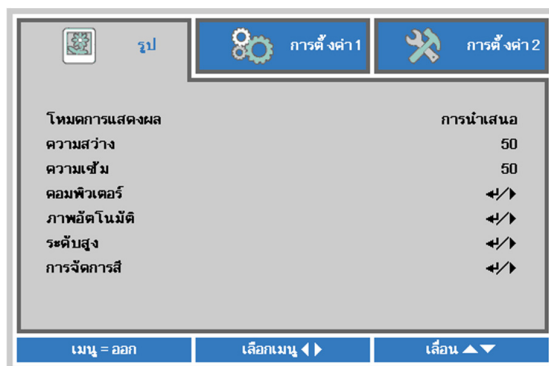 รูป
การตั้งค่า 1
การตั้งค่า 2
โหมดการแสดงผล การนำเสนอ
ความสว่าง 50
ความเข้ม 50
คอมพิวเตอร์ ↵/▶
ภาพอัตโนมัติ ↵/▶
ระดับสูง ↵/▶
การจัดการสี ↵/▶
เมนู = ออก
เลือกเมนู ◀▶
เลื่อน ▲▼